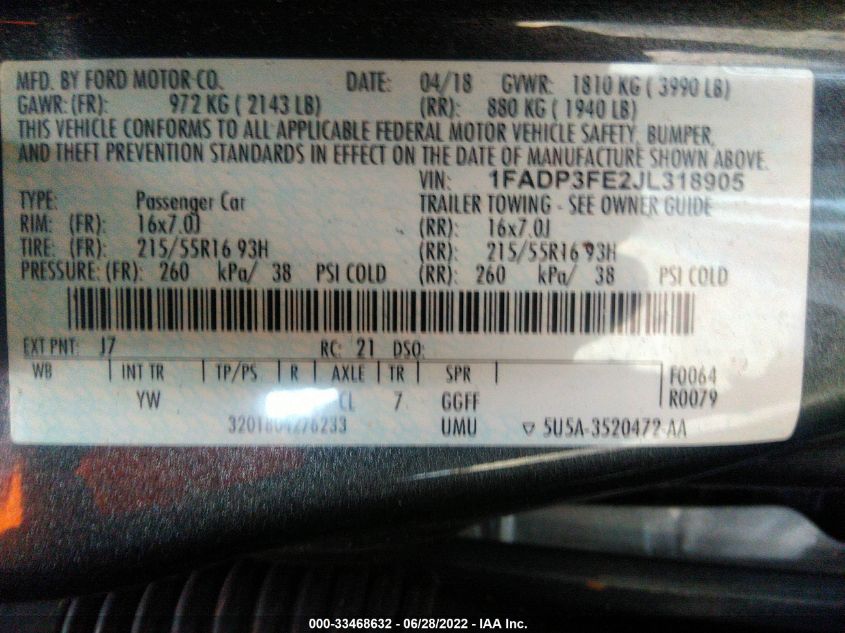 MFD. BY FORD MOTOR CO. DATE: 04/18 GVWR: 1810 KG ( 3990 LB)
GAWR: (FR): 972 KG ( 2143 LB) (RR): 880 KG ( 1940 LB)
THIS VEHICLE CONFORMS TO ALL APPLICABLE FEDERAL MOTOR VEHICLE SAFETY, BUMPER,
AND THEFT PREVENTION STANDARDS IN EFFECT ON THE DATE OF MANUFACTURE SHOWN ABOVE.
VIN: 1FADP3FE2JL318905
TYPE: Passenger Car TRAILER TOWING - SEE OWNER GUIDE
RIM: (FR): 16x7.0J (RR): 16x7.0J
TIRE: (FR): 215/55R16 93H (RR): 215/55R16 93H
PRESSURE: (FR): 260 kPa/ 38 PSI COLD (RR): 260 kPa/ 38 PSI COLD
EXT PNT: J7 RC: 21 DSO:
WB INT TR TP/PS R AXLE TR SPR F0064
YW CL 7 GGFF R0079
3201804276233 UMU ▽ 5U5A-3520472-AA
000-33468632 - 06/28/2022 - IAA Inc.